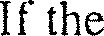 If the